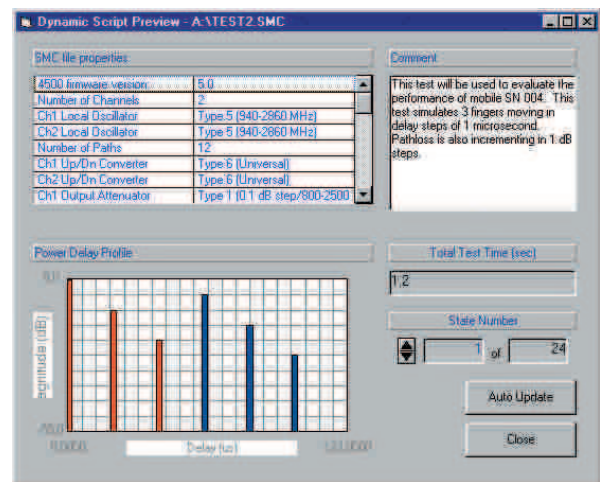 Dynamic Script Preview - A:\TEST2.SMC
SMC file properties
4500 firmware version: 5.0
Number of Channels 2
Ch1 Local Oscillator Type 5 (940-2860 MHz)
Ch2 Local Oscillator Type 5 (940-2860 MHz)
Number of Paths 12
Ch1 Up/Dn Converter Type 6 (Universal)
Ch2 Up/Dn Converter Type 6 (Universal)
Ch1 Output Attenuator Type 1 (0.1 dB step/800-2500
Comment
This test will be used to evaluate the
performance of mobile SN 004. This
test simulates 3 fingers moving in
delay steps of 1 microsecond.
Pathloss is also incrementing in 1 dB
steps.
Power Delay Profile
agnitude (dB)
Delay (us)
Total Test Time (sec)
1.2
State Number
1 of 24
Auto Update
Close